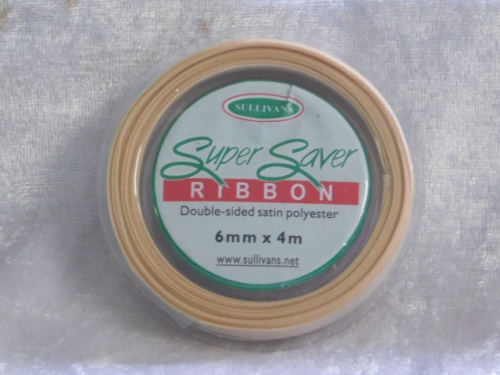 SULLIVANS
Super Saver
RIBBON
Double-sided satin polyester
6mm x 4m
www.sullivans.net